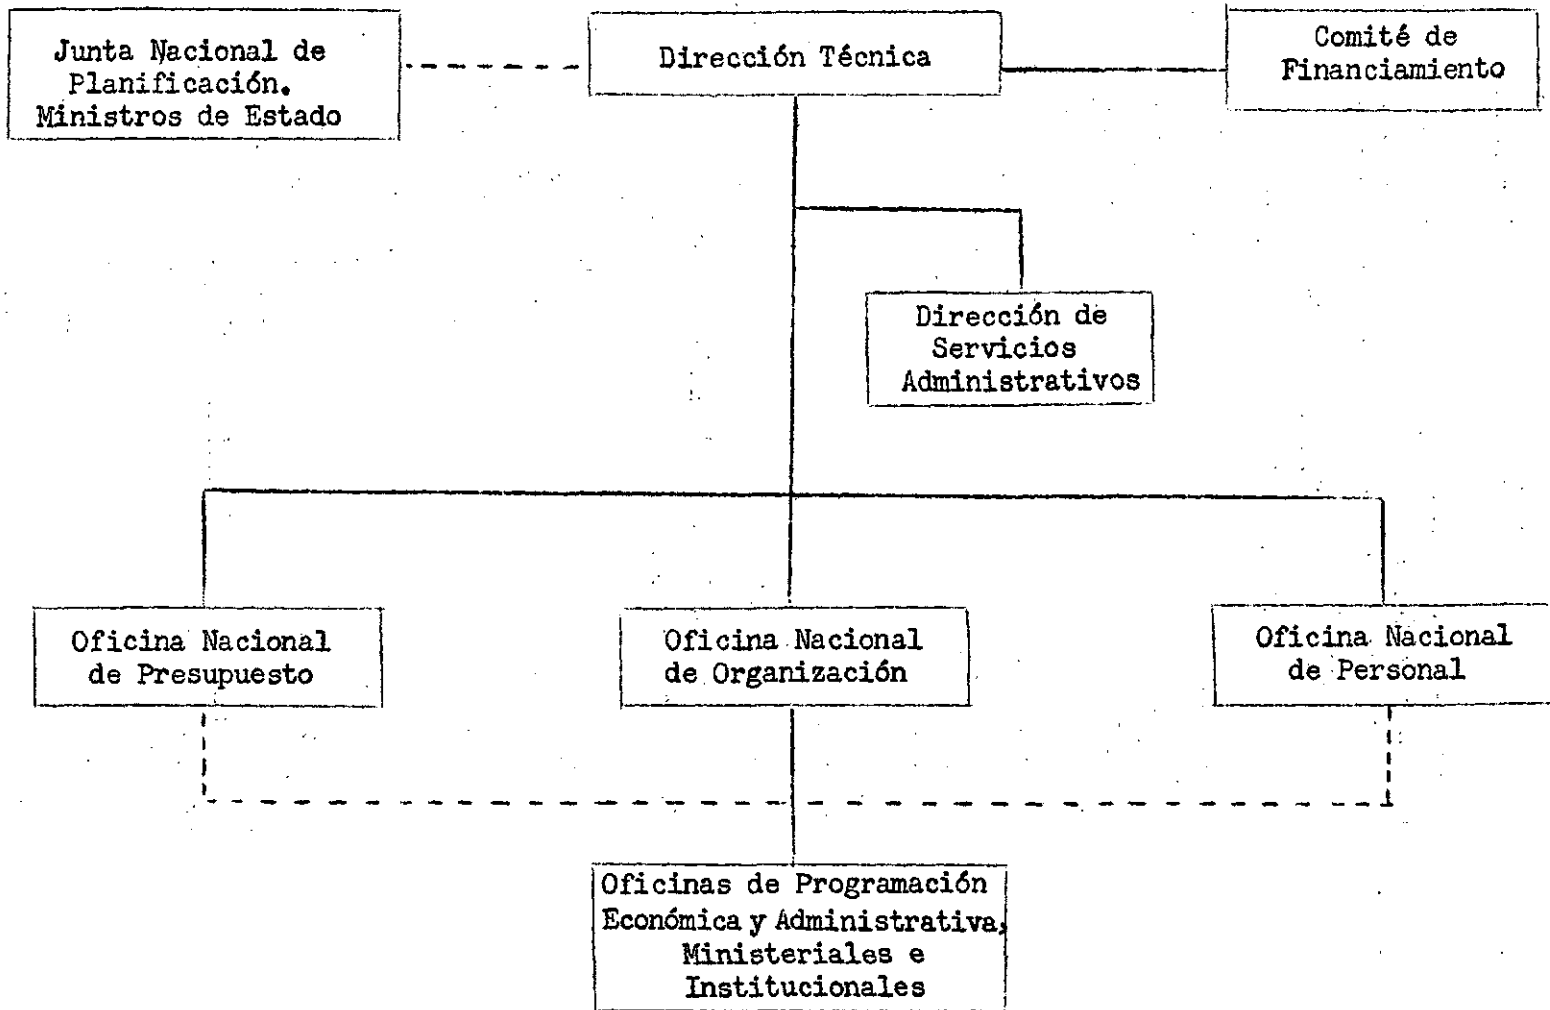 Junta Nacional de
Planificación.
Ministros de Estado
Dirección Técnica
Comité de
Financiamiento
Dirección de
Servicios
Administrativos
Oficina Nacional
de Presupuesto
Oficina Nacional
de Organización
Oficina Nacional
de Personal
Oficinas de Programación
Económica y Administrativa,
Ministeriales e
Institucionales